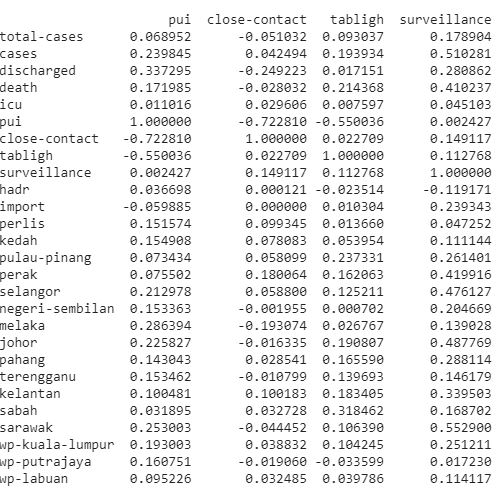 pui close-contact tabligh surveillance
total-cases 0.068952 -0.051032 0.093037 0.178904
cases 0.239845 0.042494 0.193934 0.510281
discharged 0.337295 -0.249223 0.017151 0.280862
death 0.171985 -0.028032 0.214368 0.410237
icu 0.011016 0.029606 0.007597 0.045103
pui 1.000000 -0.722810 -0.550036 0.002427
close-contact -0.722810 1.000000 0.022709 0.149117
tabligh -0.550036 0.022709 1.000000 0.112768
surveillance 0.002427 0.149117 0.112768 1.000000
hadr 0.036698 0.000121 -0.023514 -0.119171
import -0.059885 0.000000 0.010304 0.239343
perlis 0.151574 0.099345 0.013660 0.047252
kedah 0.154908 0.078083 0.053954 0.111144
pulau-pinang 0.073434 0.058099 0.237331 0.261401
perak 0.075502 0.180064 0.162063 0.419916
selangor 0.212978 0.058800 0.125211 0.476127
negeri-sembilan 0.153363 -0.001955 0.000702 0.204669
melaka 0.286394 -0.193074 0.026767 0.139028
johor 0.225827 -0.016335 0.190807 0.487769
pahang 0.143043 0.028541 0.165590 0.288114
terengganu 0.153462 -0.010799 0.139693 0.146179
kelantan 0.100481 0.100183 0.183405 0.339503
sabah 0.031895 0.032728 0.318462 0.168702
sarawak 0.253003 -0.044452 0.106390 0.552900
wp-kuala-lumpur 0.193003 0.038832 0.104245 0.251211
wp-putrajaya 0.160751 -0.019060 -0.033599 0.017230
wp-labuan 0.095226 0.032485 0.039786 0.114117